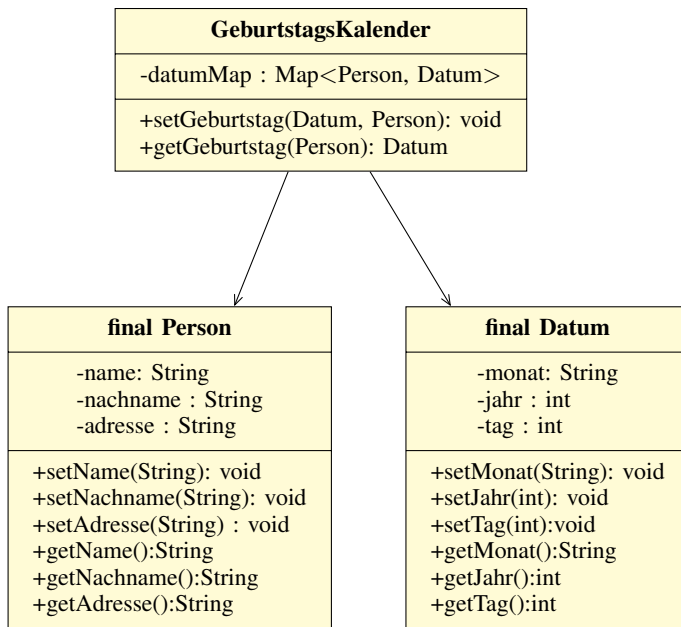 GeburtstagsKalender
-datumMap : Map<Person, Datum>
+setGeburtstag(Datum, Person): void
+getGeburtstag(Person): Datum
final Person
-name: String
-nachname : String
-adresse : String
+setName(String): void
+setNachname(String): void
+setAdresse(String) : void
+getName():String
+getNachname():String
+getAdresse():String
final Datum
-monat: String
-jahr : int
-tag : int
+setMonat(String): void
+setJahr(int): void
+setTag(int):void
+getMonat():String
+getJahr():int
+getTag():int